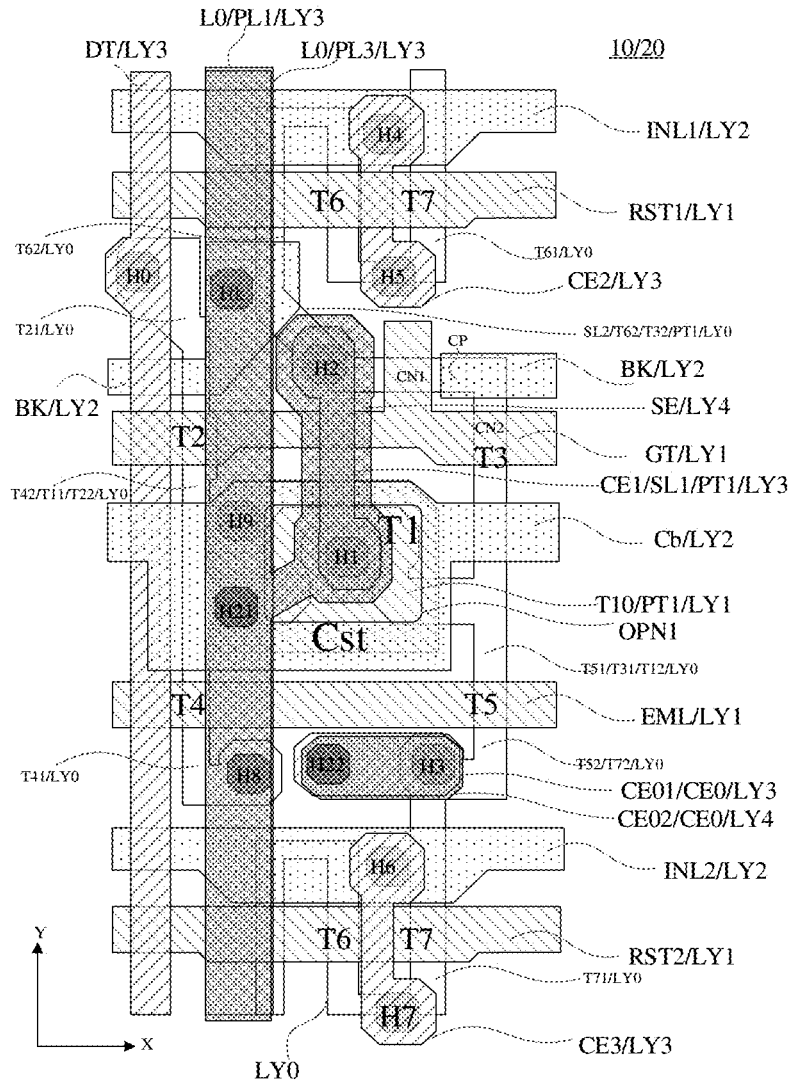 L0/PL1/LY3
DT/LY3
L0/PL3/LY3
10/20
H4
INL1/LY2
T6
T7
RST1/LY1
T62/LY0
T61/LY0
H0
H5
CE2/LY3
T21/LY0
SL2/T62/T32/PT1/LY0
CP
H2
CN1
BK/LY2
BK/LY2
SE/LY4
T2
CN2
T3
GT/LY1
CE1/SL1/PT1/LY3
T42/T11/T22/LY0
H9
T1
Cb/LY2
H1
H21
T10/PT1/LY1
OPN1
Cst
T51/T31/T12/LY0
T4
T5
EML/LY1
T52/T72/LY0
T41/LY0
H8
H22
H3
CE01/CE0/LY3
CE02/CE0/LY4
H6
INL2/LY2
Y
T6
T7
RST2/LY1
T71/LY0
H7
X
LY0
CE3/LY3